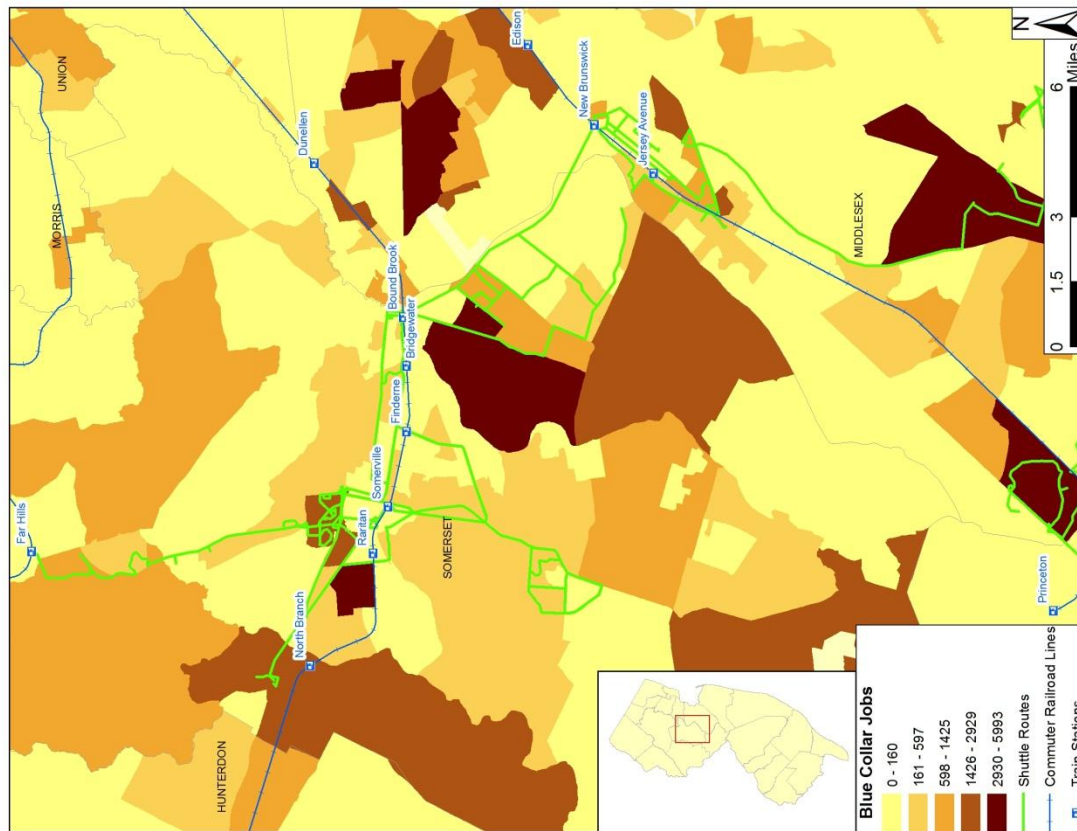 UNION
MORRIS
Far Hills
Dunellen
Edison
New Brunswick
Jersey Avenue
Bound Brook
Bridgewater
Finderne
Somerville
Raritan
North Branch
HUNTERDON
SOMERSET
MIDDLESEX
Princeton
N
0 1.5 3 6
Miles
Blue Collar Jobs
0 - 160
161 - 597
598 - 1425
1426 - 2929
2930 - 5993
Shuttle Routes
Commuter Railroad Lines
Train Stations